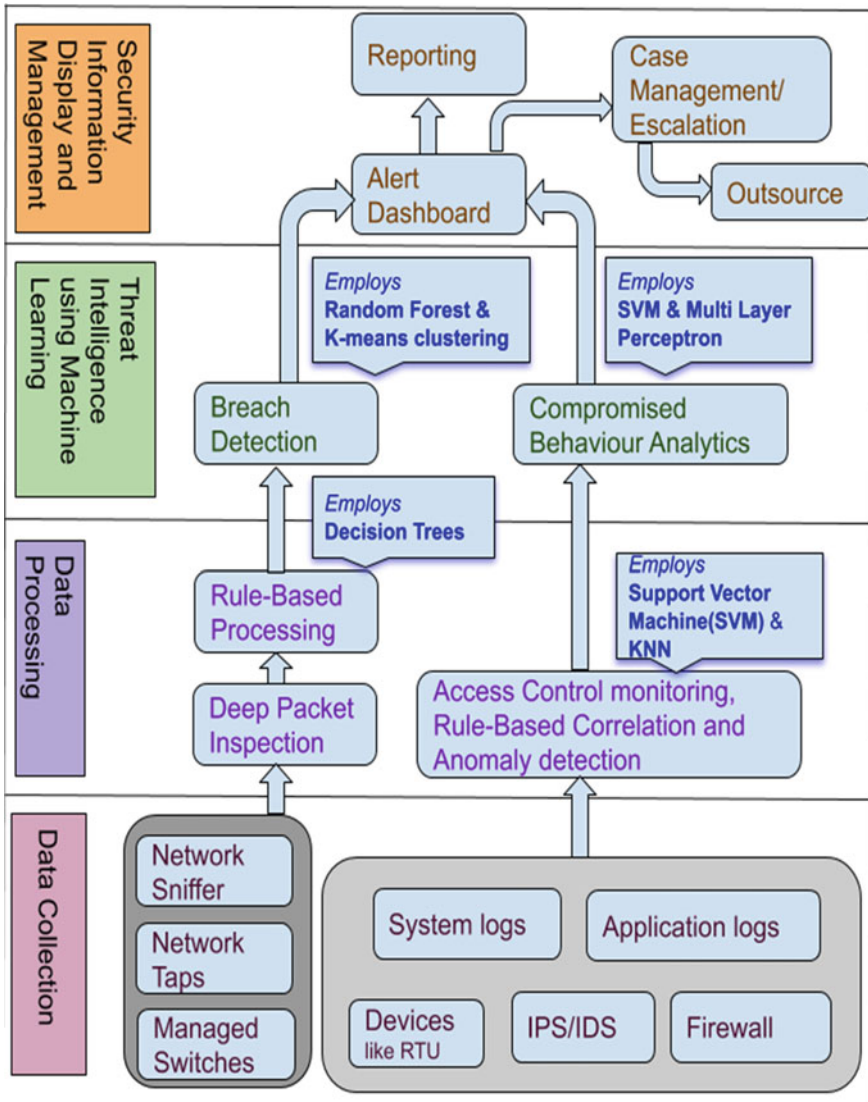 Security
Information
Display and
Management
Reporting
Case
Management/
Escalation
Alert
Dashboard
Outsource
Threat
Intelligence
using Machine
Learning
Employs
Random Forest &
K-means clustering
Employs
SVM & Multi Layer
Perceptron
Breach
Detection
Compromised
Behaviour Analytics
Employs
Decision Trees
Data
Processing
Rule-Based
Processing
Employs
Support Vector
Machine(SVM) &
KNN
Deep Packet
Inspection
Access Control monitoring,
Rule-Based Correlation and
Anomaly detection
Data Collection
Network
Sniffer
Network
Taps
Managed
Switches
System logs
Application logs
Devices
like RTU
IPS/IDS
Firewall